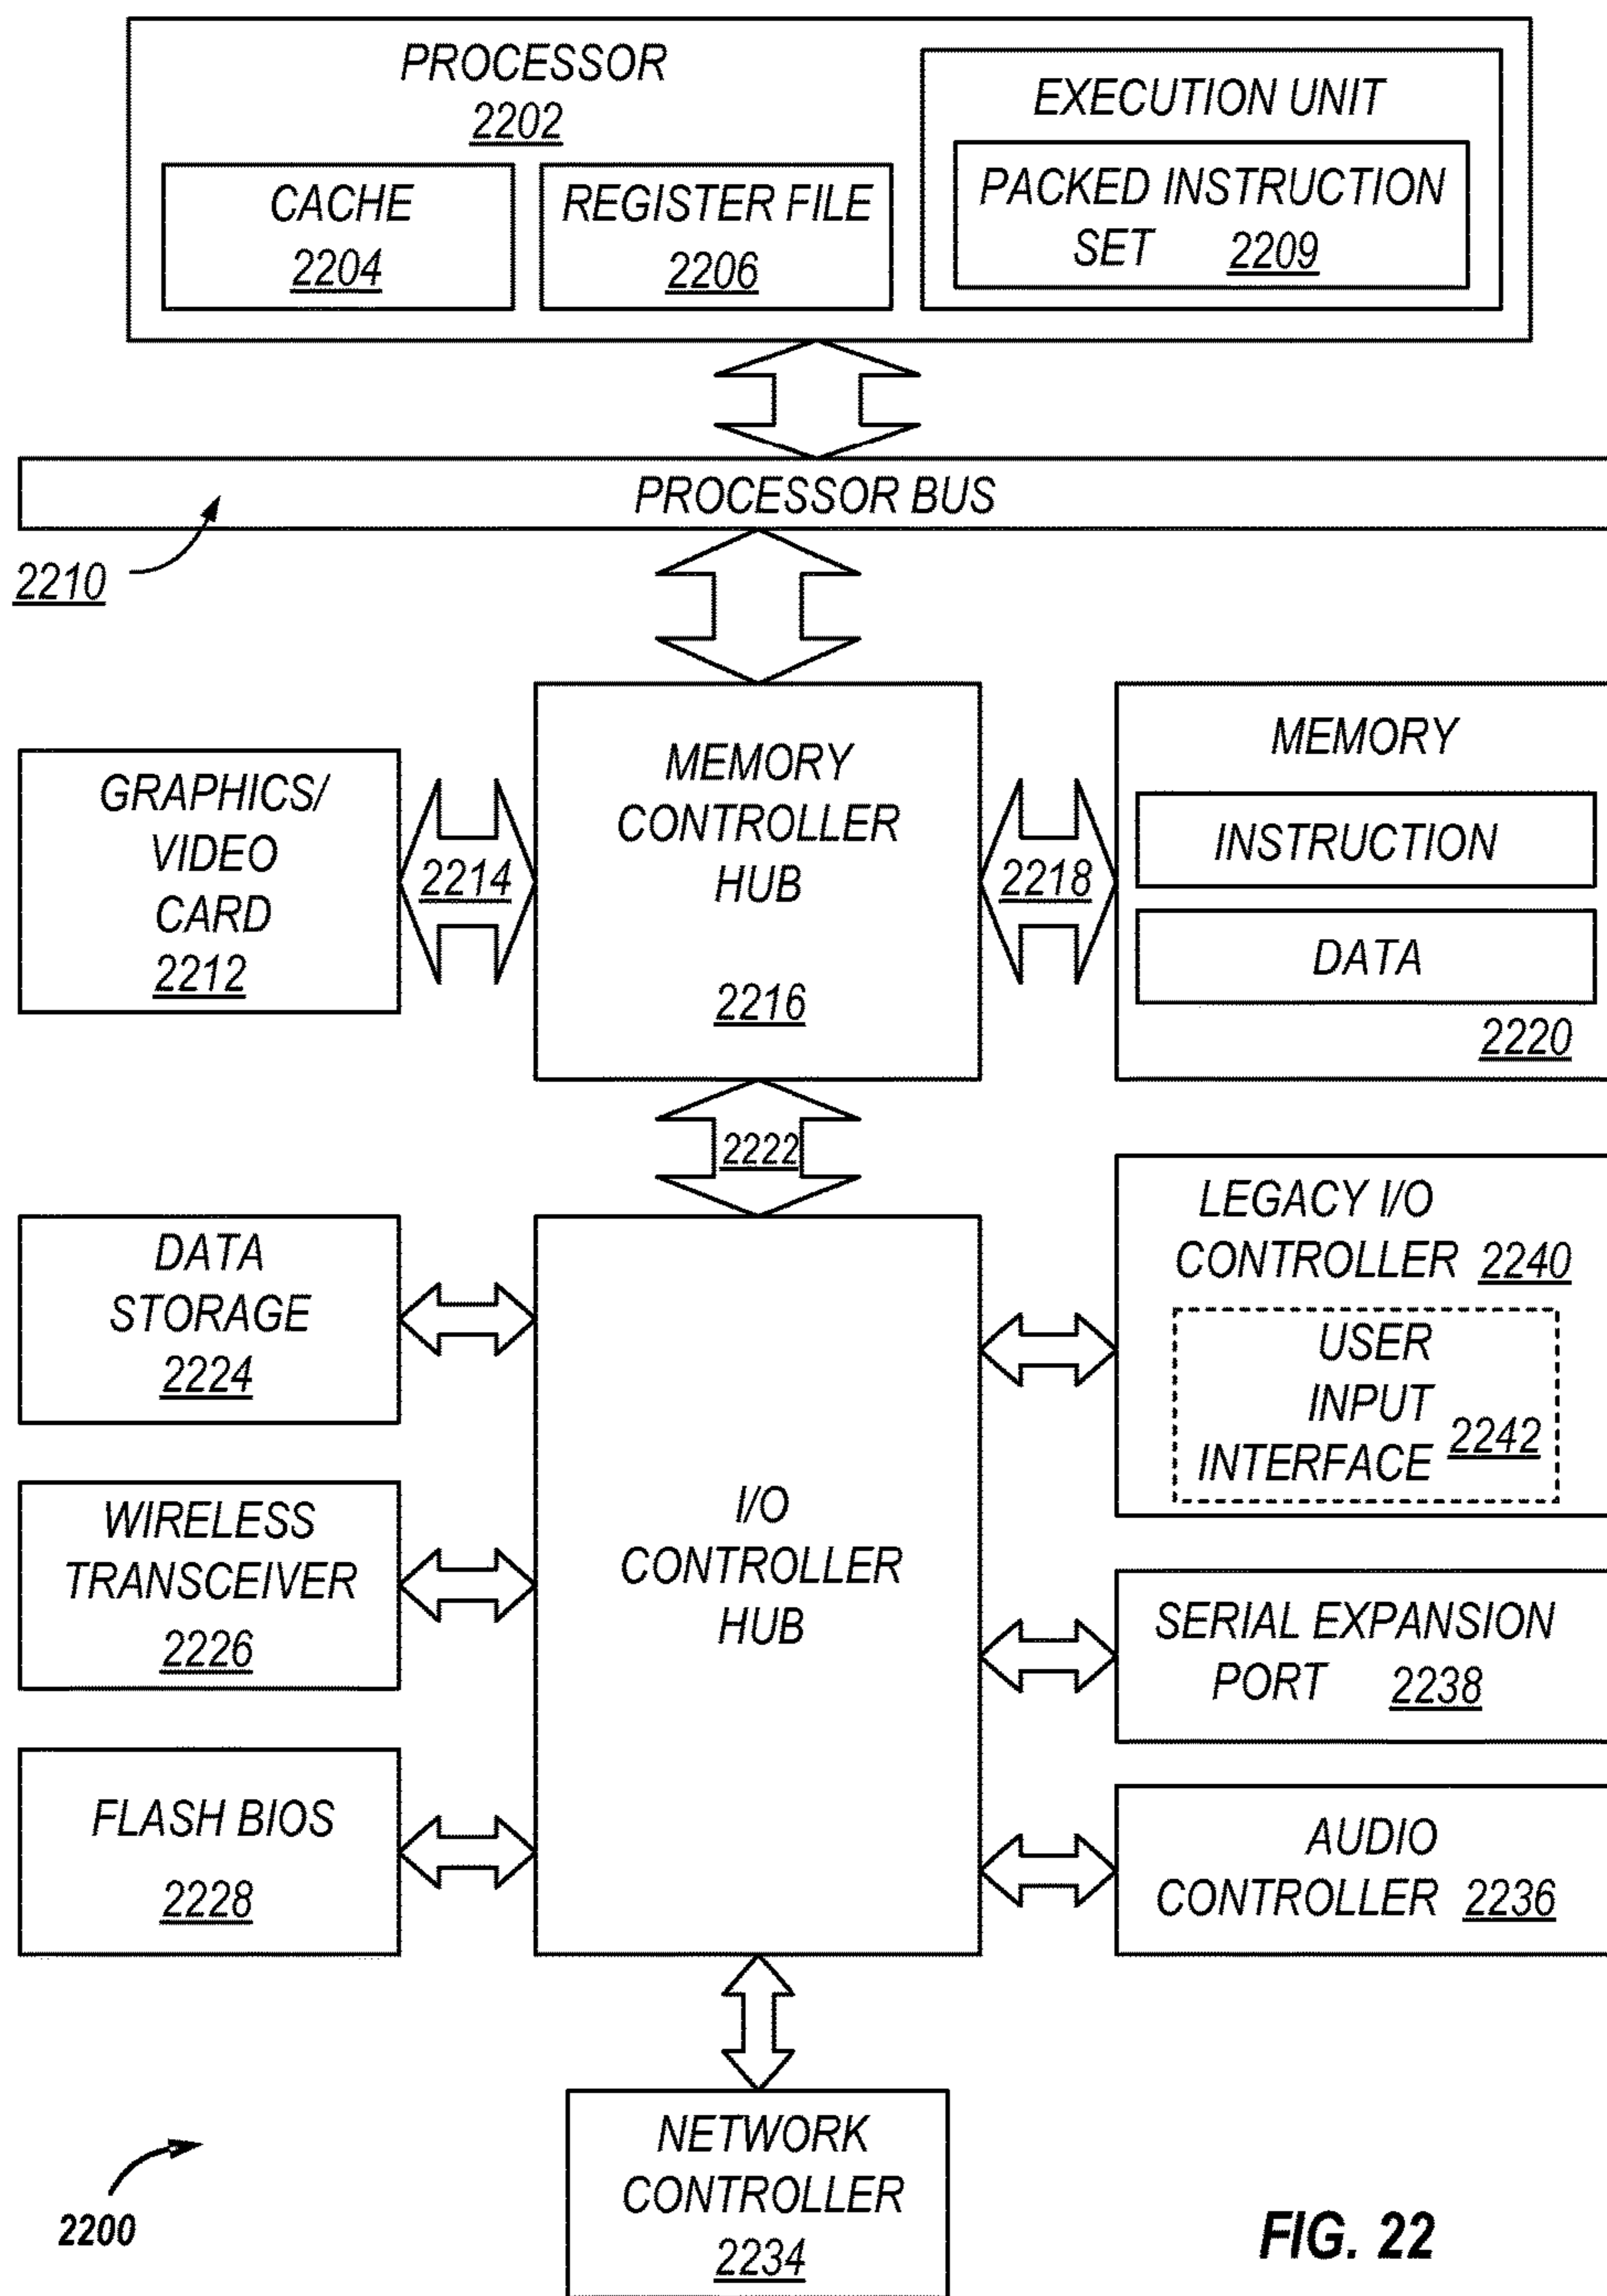 PROCESSOR
2202
CACHE
2204
REGISTER FILE
2206
EXECUTION UNIT
PACKED INSTRUCTION
SET 2209
PROCESSOR BUS
2210
GRAPHICS/
VIDEO
CARD
2212
2214
MEMORY
CONTROLLER
HUB
2216
2218
MEMORY
INSTRUCTION
DATA
2220
2222
DATA
STORAGE
2224
WIRELESS
TRANSCEIVER
2226
FLASH BIOS
2228
I/O
CONTROLLER
HUB
LEGACY I/O
CONTROLLER 2240
USER
INPUT
INTERFACE 2242
SERIAL EXPANSION
PORT 2238
AUDIO
CONTROLLER 2236
NETWORK
CONTROLLER
2234
2200
FIG. 22